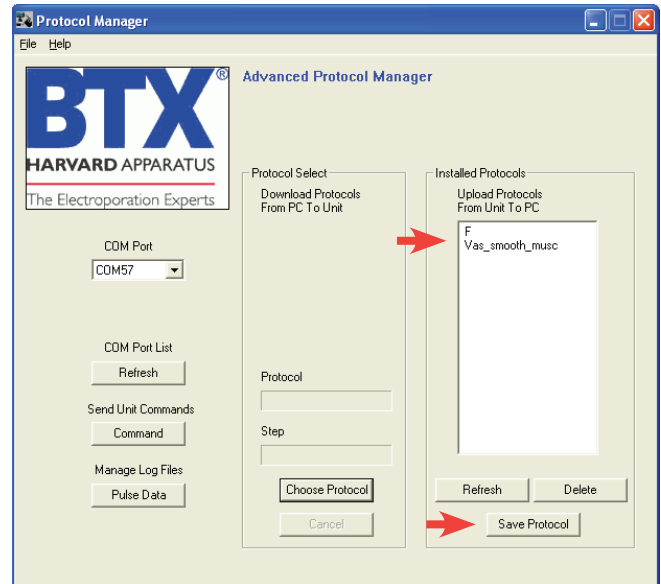 Protocol Manager
File Help
BTX®
HARVARD APPARATUS
The Electroporation Experts
Advanced Protocol Manager
COM Port
COM57
COM Port List
Refresh
Send Unit Commands
Command
Manage Log Files
Pulse Data
Protocol Select
Download Protocols
From PC To Unit
Protocol
Step
Choose Protocol
Cancel
Installed Protocols
Upload Protocols
From Unit To PC
F
Vas_smooth_musc
Refresh Delete
Save Protocol